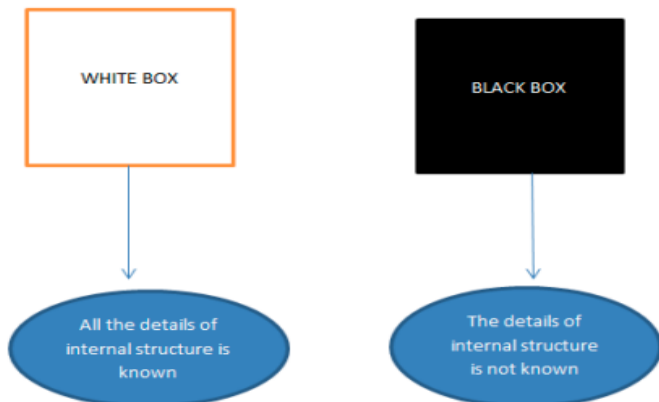 WHITE BOX
BLACK BOX
All the details of
internal structure is
known
The details of
internal structure
is not known